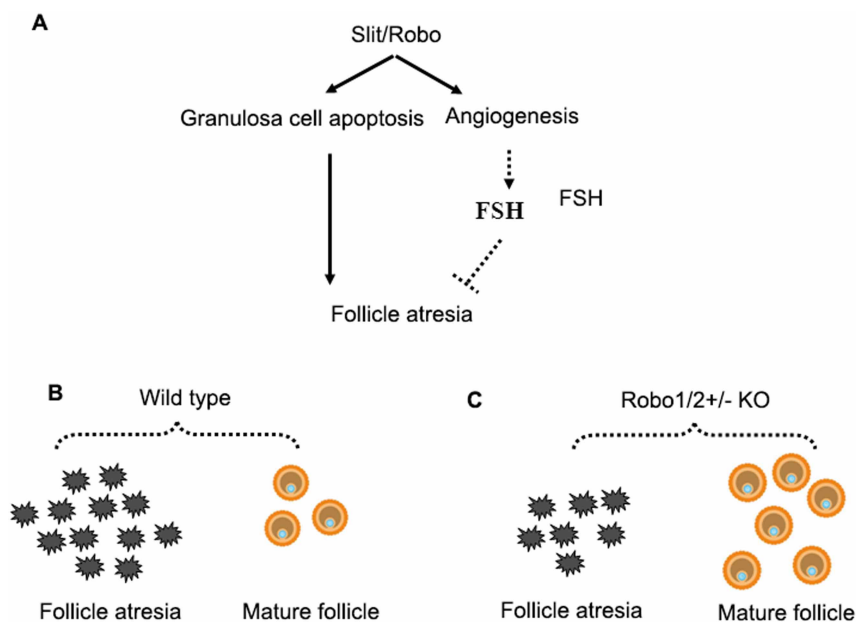 A
Slit/Robo
Granulosa cell apoptosis Angiogenesis
FSH FSH
Follicle atresia
B
Wild type
Follicle atresia Mature follicle
C
Robo1/2+/- KO
Follicle atresia Mature follicle